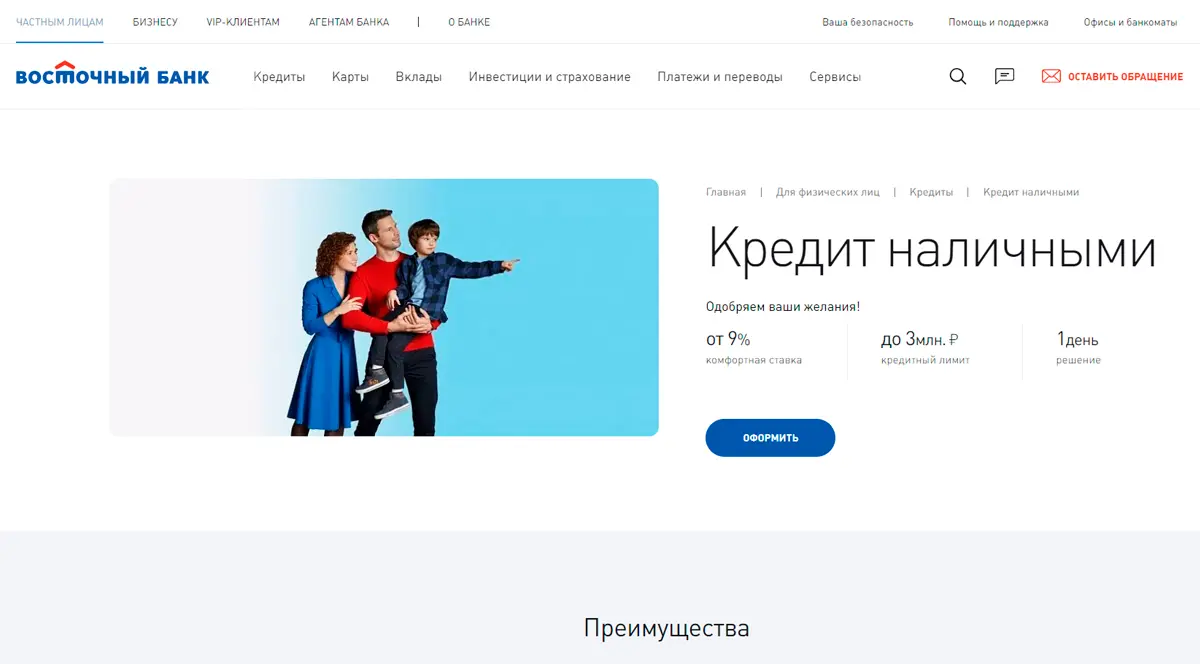 ЧАСТНЫМ ЛИЦАМ БИЗНЕСУ VIP-КЛИЕНТАМ АГЕНТАМ БАНКА | О БАНКЕ Ваша безопасность Помощь и поддержка Офисы и банкоматы
ВОСТОЧНЫЙ БАНК Кредиты Карты Вклады Инвестиции и страхование Платежи и переводы Сервисы ОСТАВИТЬ ОБРАЩЕНИЕ
Главная | Для физических лиц | Кредиты | Кредит наличными
Кредит наличными
Одобряем ваши желания!
от 9% до 3млн. ₽ 1день
комфортная ставка кредитный лимит решение
ОФОРМИТЬ
Преимущества